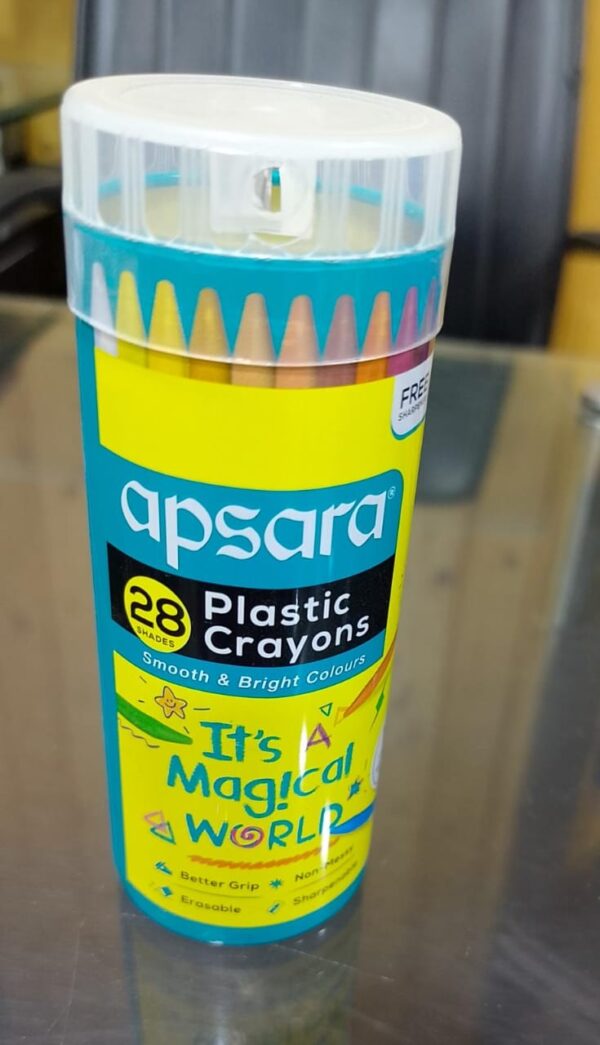 FREE
apsara®
28
SHADES
Plastic
Crayons
Smooth & Bright Colours
It's A
Magical
WORLD
Better Grip
Non-Messy
Erasable
Sharpenable